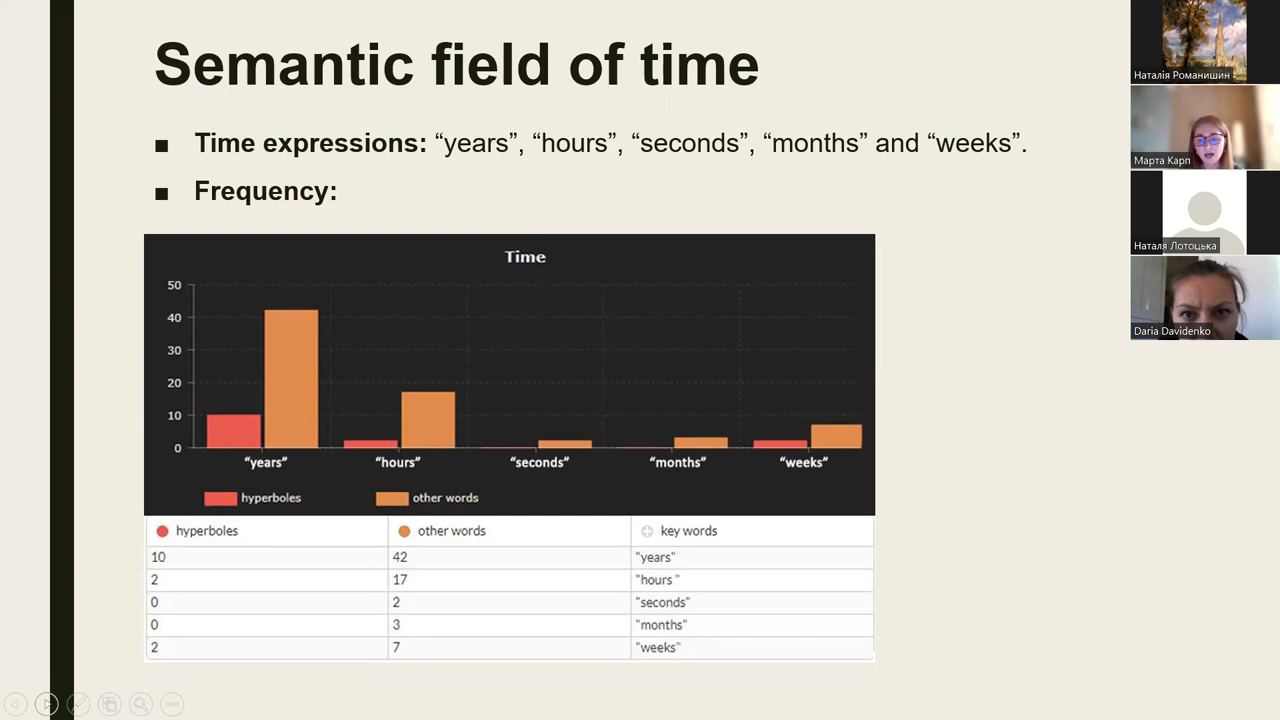 Semantic field of time
■ Time expressions: “years”, “hours”, “seconds”, “months” and “weeks”.
■ Frequency:
Time
50
40
30
20
10
0
“years” “hours” “seconds” “months” “weeks”
hyperboles other words
hyperboles other words key words
10 42 "years"
2 17 "hours "
0 2 "seconds"
0 3 "months"
2 7 "weeks"
Наталія Романишин
Марта Карп
Наталя Лотоцька
Daria Davidenko